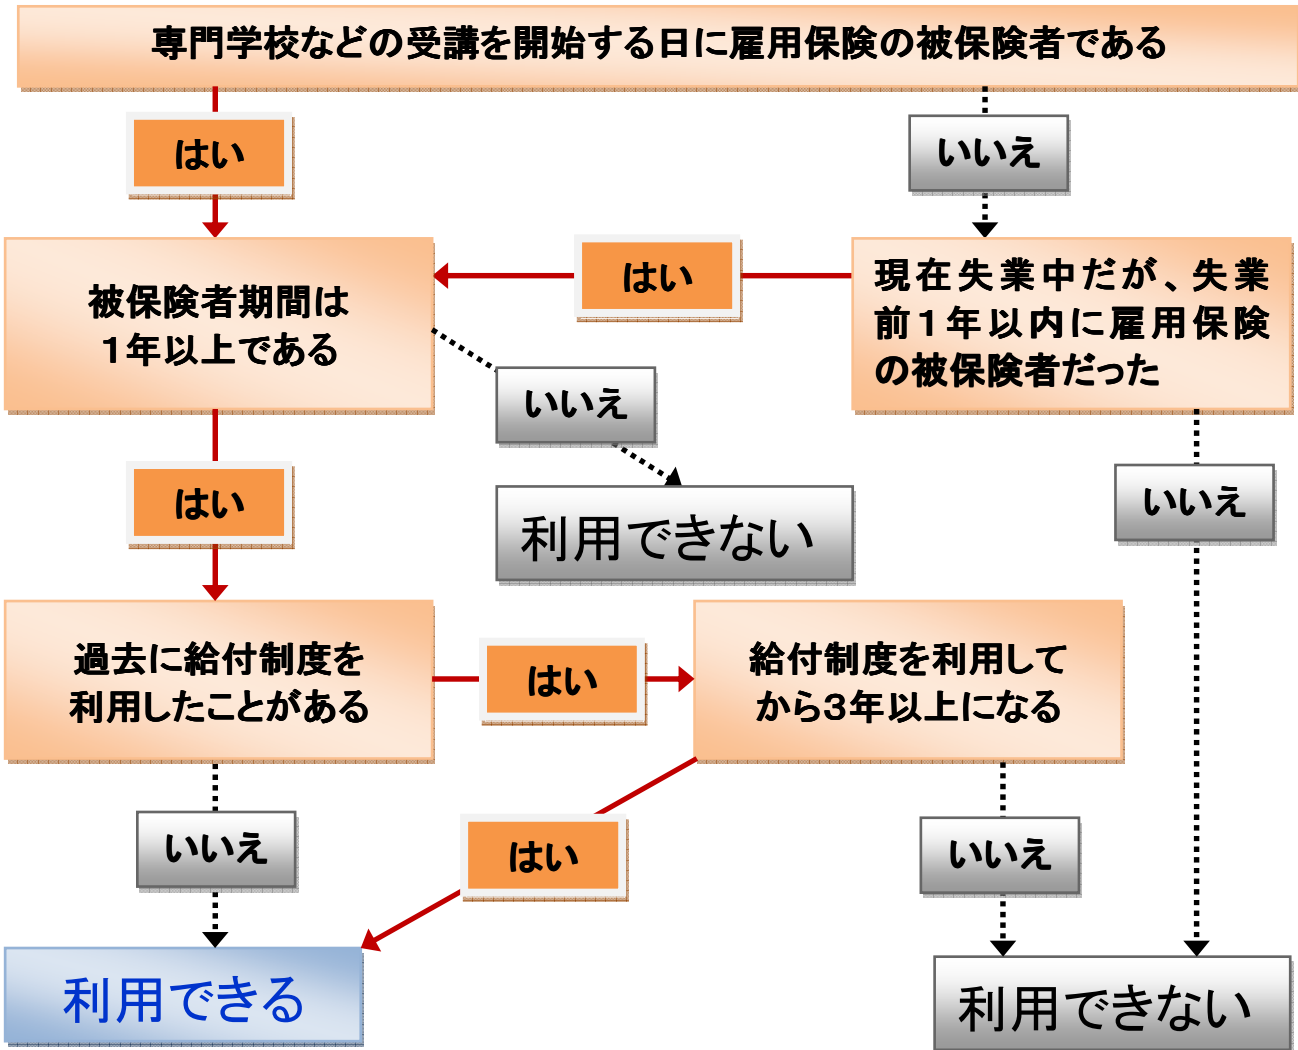 専門学校などの受講を開始する日に雇用保険の被保険者である
はい
いいえ
被保険者期間は
１年以上である
はい
現在失業中だが、失業
前１年以内に雇用保険
の被保険者だった
いいえ
はい
利用できない
いいえ
過去に給付制度を
利用したことがある
はい
給付制度を利用して
から３年以上になる
いいえ
はい
いいえ
利用できる
利用できない